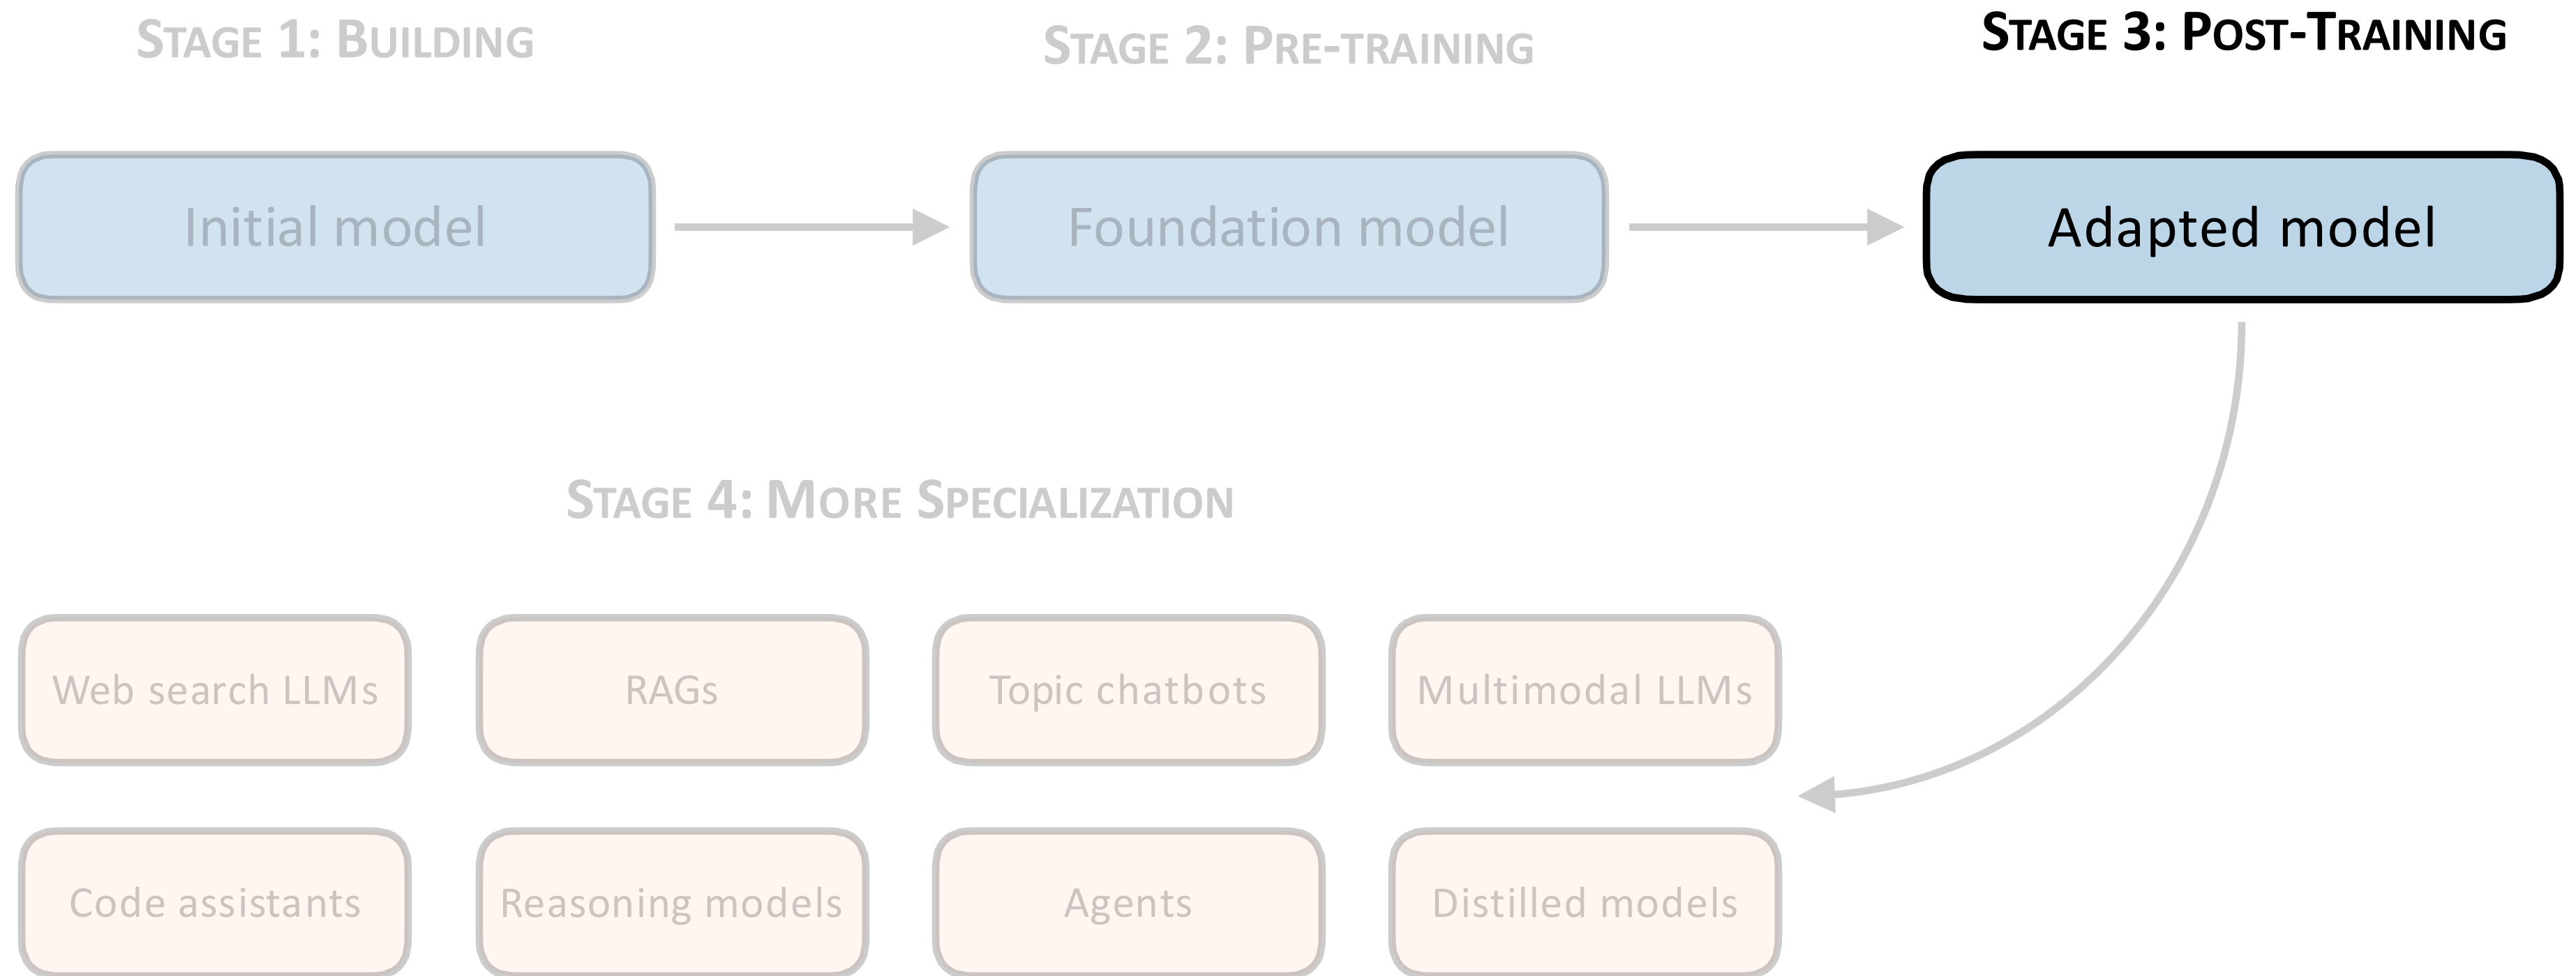 STAGE 1: BUILDING
STAGE 2: PRE-TRAINING
STAGE 3: POST-TRAINING
Initial model
Foundation model
Adapted model
STAGE 4: MORE SPECIALIZATION
Web search LLMs
RAGs
Topic chatbots
Multimodal LLMs
Code assistants
Reasoning models
Agents
Distilled models